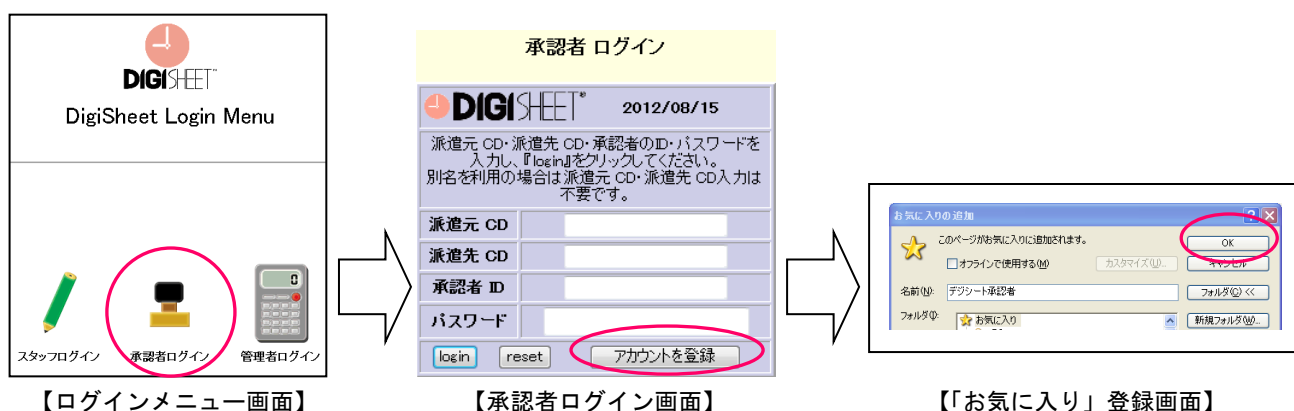 DIGISHEET™
DigiSheet Login Menu
スタッフログイン
承認者ログイン
管理者ログイン
【ログインメニュー画面】
承認者 ログイン
DIGISHEET®
2012/08/15
派遣元 CD・派遣先 CD・承認者のID・パスワードを
入力し、『login』をクリックしてください。
別名を利用の場合は派遣元 CD・派遣先 CD入力は
不要です。
派遣元 CD
派遣先 CD
承認者 ID
パスワード
login
reset
アカウントを登録
【承認者ログイン画面】
お気に入りの追加
このページがお気に入りに追加されます。
OK
オフラインで使用する(M)
カスタマイズ(U)...
キャンセル
名前(N):
デジシート承認者
フォルダ(C) <<
フォルダ(I):
お気に入り
新規フォルダ(W)...
【「お気に入り」登録画面】